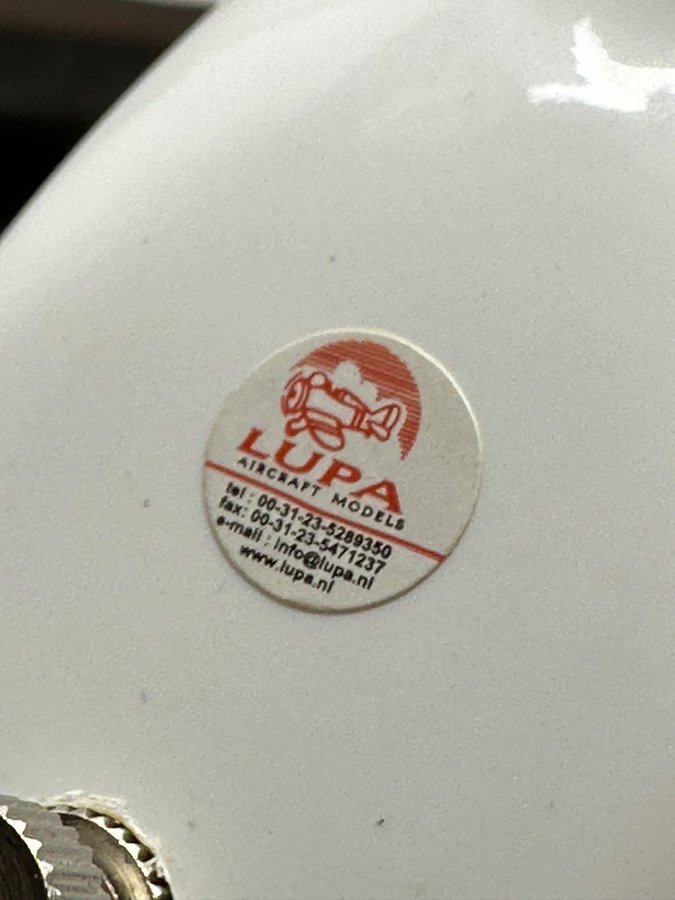 LUPA
AIRCRAFT MODELS
tel : 00-31-23-5289350
fax: 00-31-23-5471237
e-mail : info@lupa.nl
www.lupa.nl